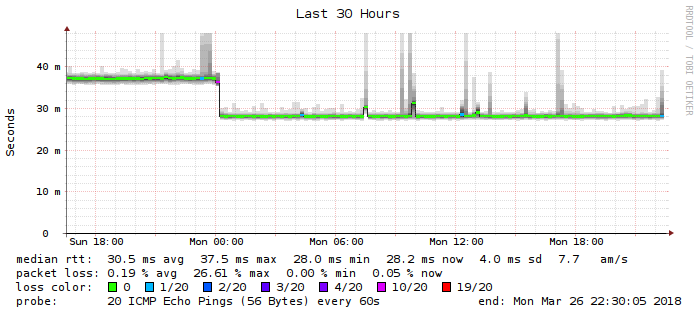 Last 30 Hours
RRDTOOL / TOBI OETIKER
Seconds
40 m
30 m
20 m
10 m
0
Sun 18:00 Mon 00:00 Mon 06:00 Mon 12:00 Mon 18:00
median rtt: 30.5 ms avg 37.5 ms max 28.0 ms min 28.2 ms now 4.0 ms sd 7.7 am/s
packet loss: 0.19 % avg 26.61 % max 0.00 % min 0.05 % now
loss color: 0 1/20 2/20 3/20 4/20 10/20 19/20
probe: 20 ICMP Echo Pings (56 Bytes) every 60s end: Mon Mar 26 22:30:05 2018